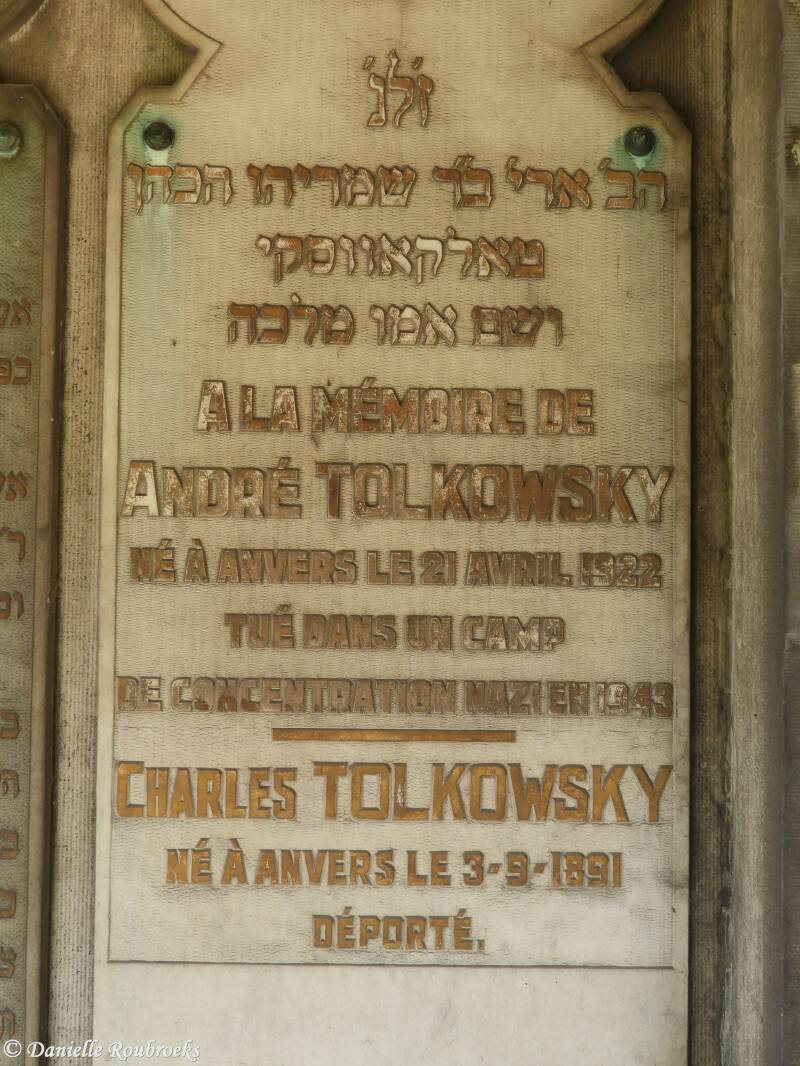 ז'ל'נ'
הב' ארי' ב"ר שמריהו הכהן
טאלקאווסקי
ושם אמו מלכה
A LA MÉMOIRE DE
ANDRÉ TOLKOWSKY
NÉ À ANVERS LE 21 AVRIL 1922
TUÉ DANS UN CAMP
DE CONCENTRATION NAZI EN 1943
CHARLES TOLKOWSKY
NÉ À ANVERS LE 3-9-1891
DÉPORTÉ.
© Danielle Roubroeks